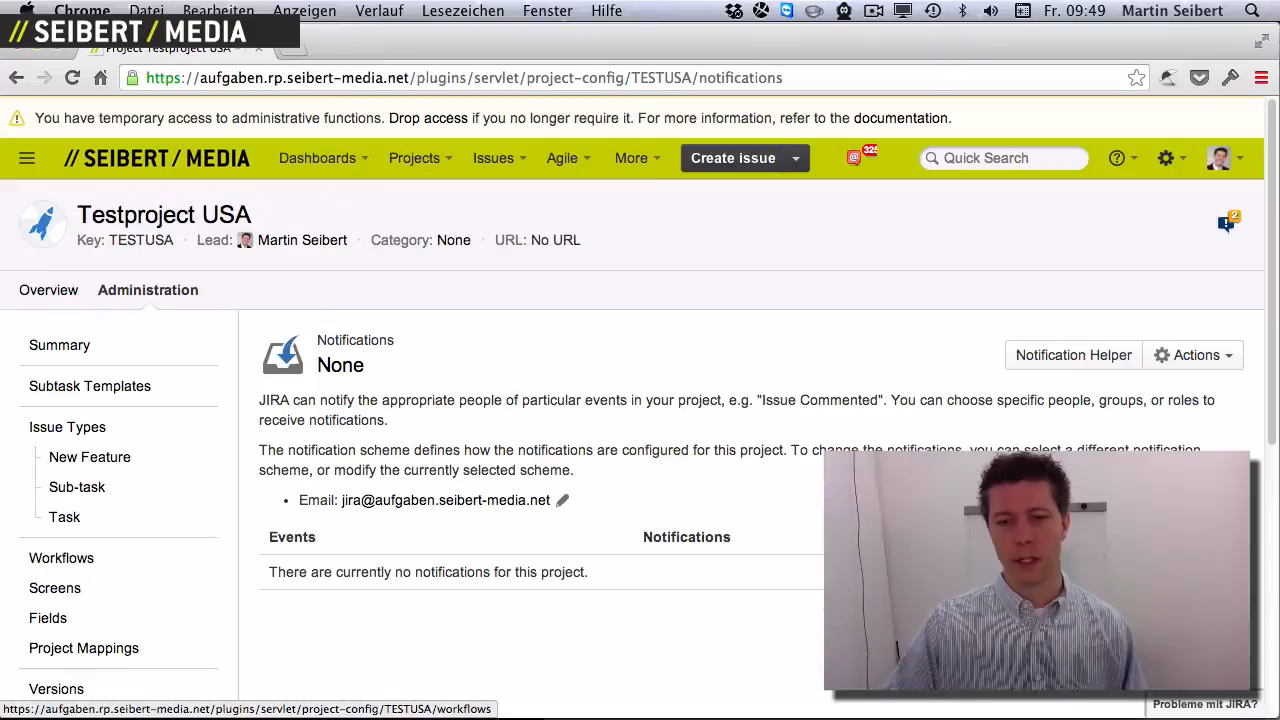 Chrome Datei Bearbeiten Anzeigen Verlauf Lesezeichen Fenster Hilfe Fr. 09:49 Martin Seibert
// SEIBERT / MEDIA
Project Testproject USA
https://aufgaben.rp.seibert-media.net/plugins/servlet/project-config/TESTUSA/notifications
You have temporary access to administrative functions. Drop access if you no longer require it. For more information, refer to the documentation.
// SEIBERT / MEDIA Dashboards Projects Issues Agile More Create issue Quick Search
Testproject USA
2
Key: TESTUSA · Lead: Martin Seibert · Category: None · URL: No URL
Overview Administration
Summary
Subtask Templates
Issue Types
New Feature
Sub-task
Task
Workflows
Screens
Fields
Project Mappings
Versions
Notifications
None
Notification Helper Actions
JIRA can notify the appropriate people of particular events in your project, e.g. "Issue Commented". You can choose specific people, groups, or roles to
receive notifications.
The notification scheme defines how the notifications are configured for this project. To change the notifications, you can select a different notification
scheme, or modify the currently selected scheme.
• Email: jira@aufgaben.seibert-media.net
Events Notifications
There are currently no notifications for this project.
https://aufgaben.rp.seibert-media.net/plugins/servlet/project-config/TESTUSA/workflows
Probleme mit JIRA?